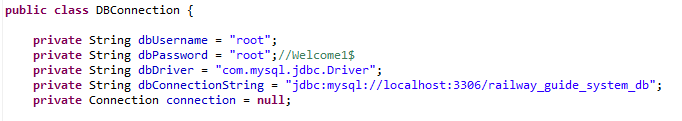 public class DBConnection {
private String dbUsername = "root";
private String dbPassword = "root";//Welcome1$
private String dbDriver = "com.mysql.jdbc.Driver";
private String dbConnectionString = "jdbc:mysql://localhost:3306/railway_guide_system_db";
private Connection connection = null;